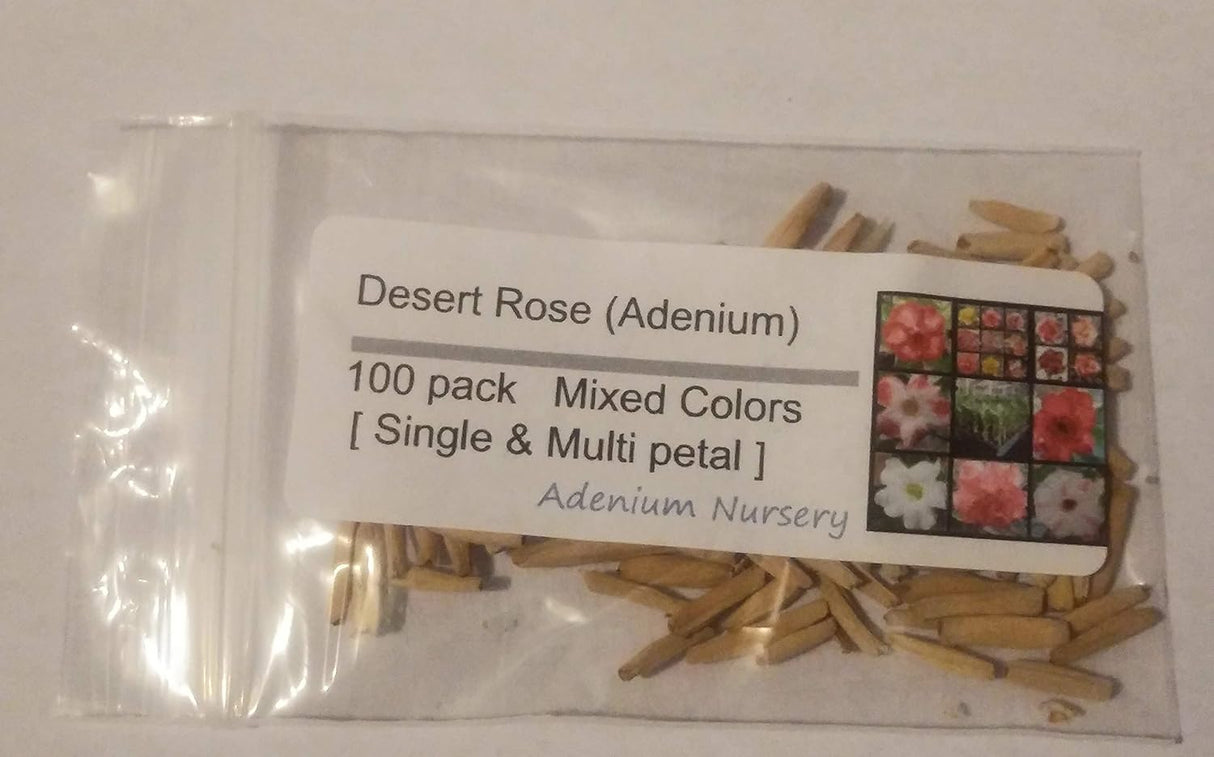 Desert Rose (Adenium)
100 pack Mixed Colors
[ Single & Multi petal ]
Adenium Nursery